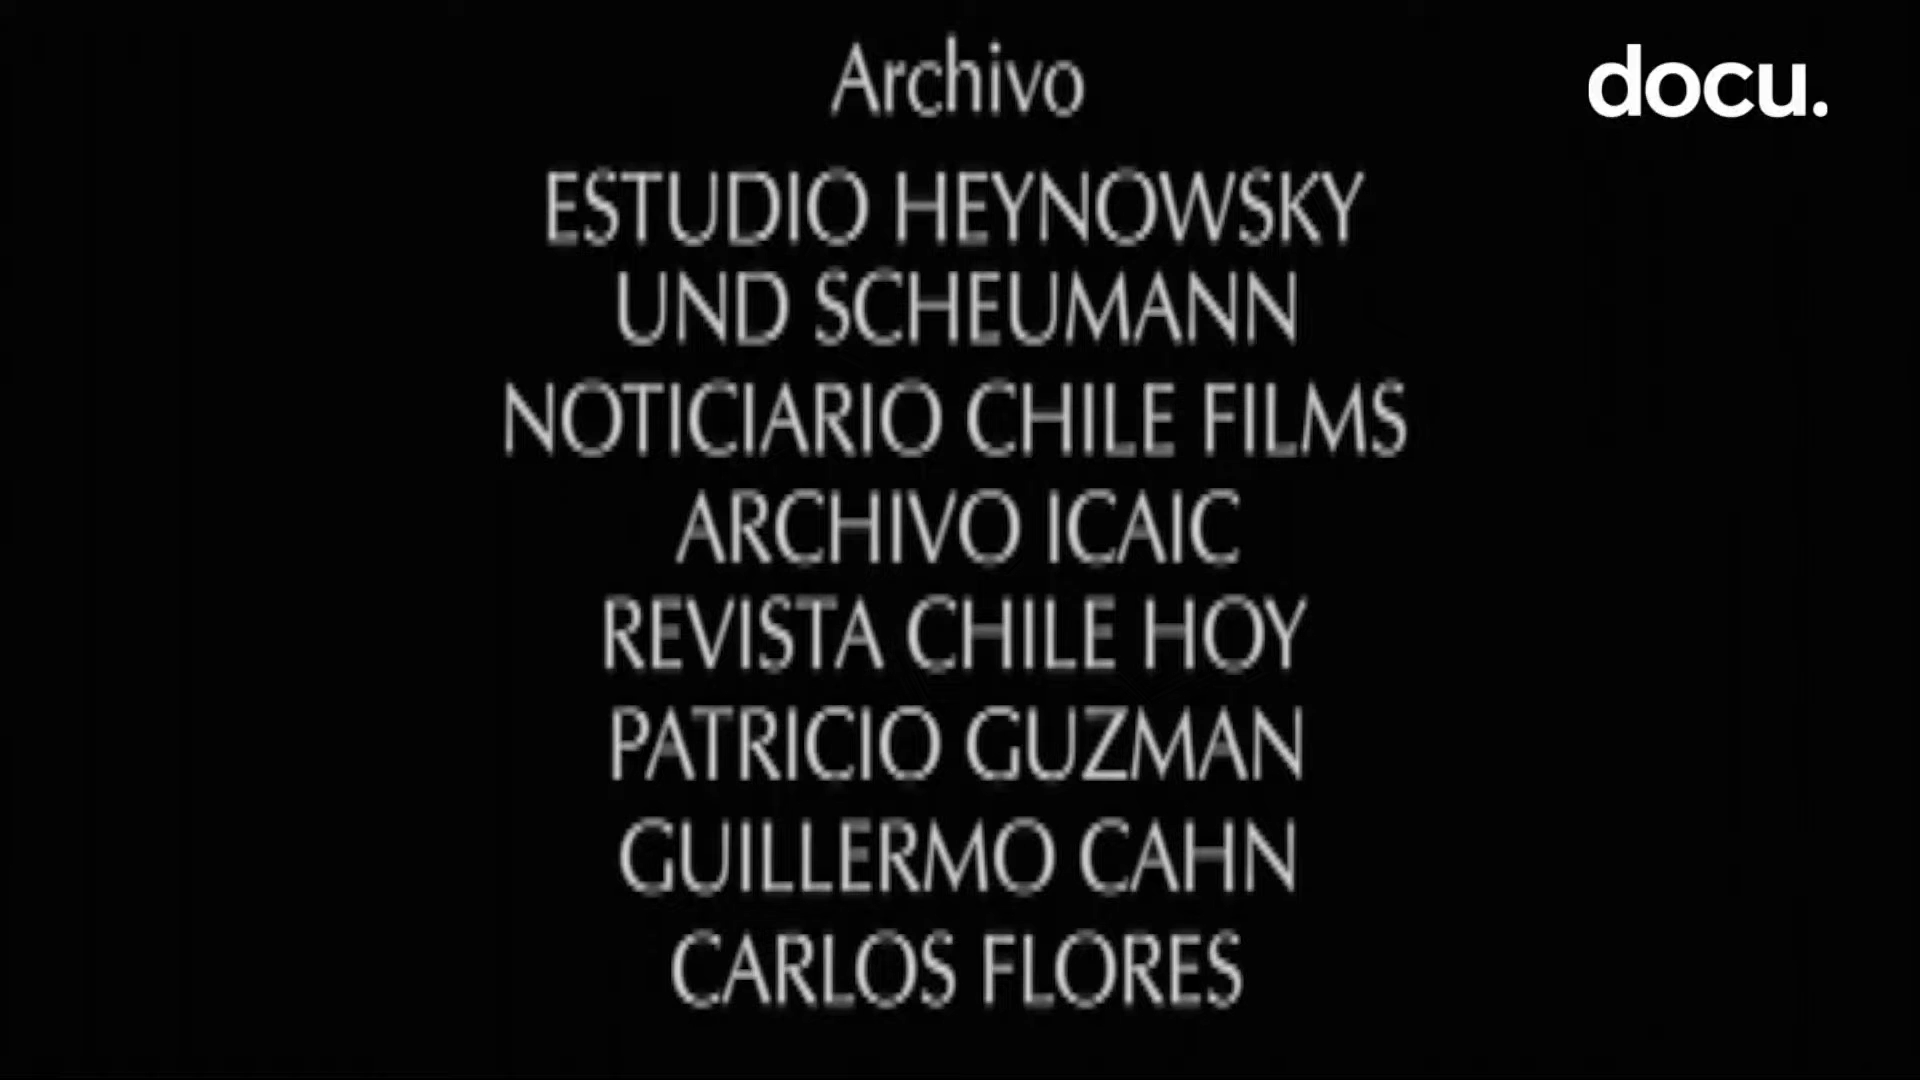 Archivo
docu.
ESTUDIO HEYNOWSKY
UND SCHEUMANN
NOTICIARIO CHILE FILMS
ARCHIVO ICAIC
REVISTA CHILE HOY
PATRICIO GUZMAN
GUILLERMO CAHN
CARLOS FLORES